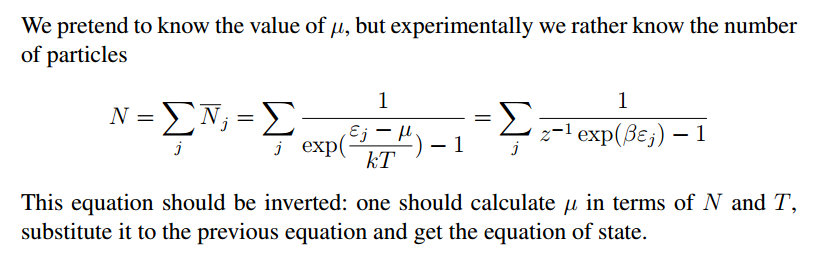 We pretend to know the value of μ, but experimentally we rather know the number
of particles
N = ∑_j N̅_j = ∑_j 1 / (exp((ε_j − μ)/kT) − 1) = ∑_j 1 / (z⁻¹ exp(βε_j) − 1)
This equation should be inverted: one should calculate μ in terms of N and T,
substitute it to the previous equation and get the equation of state.